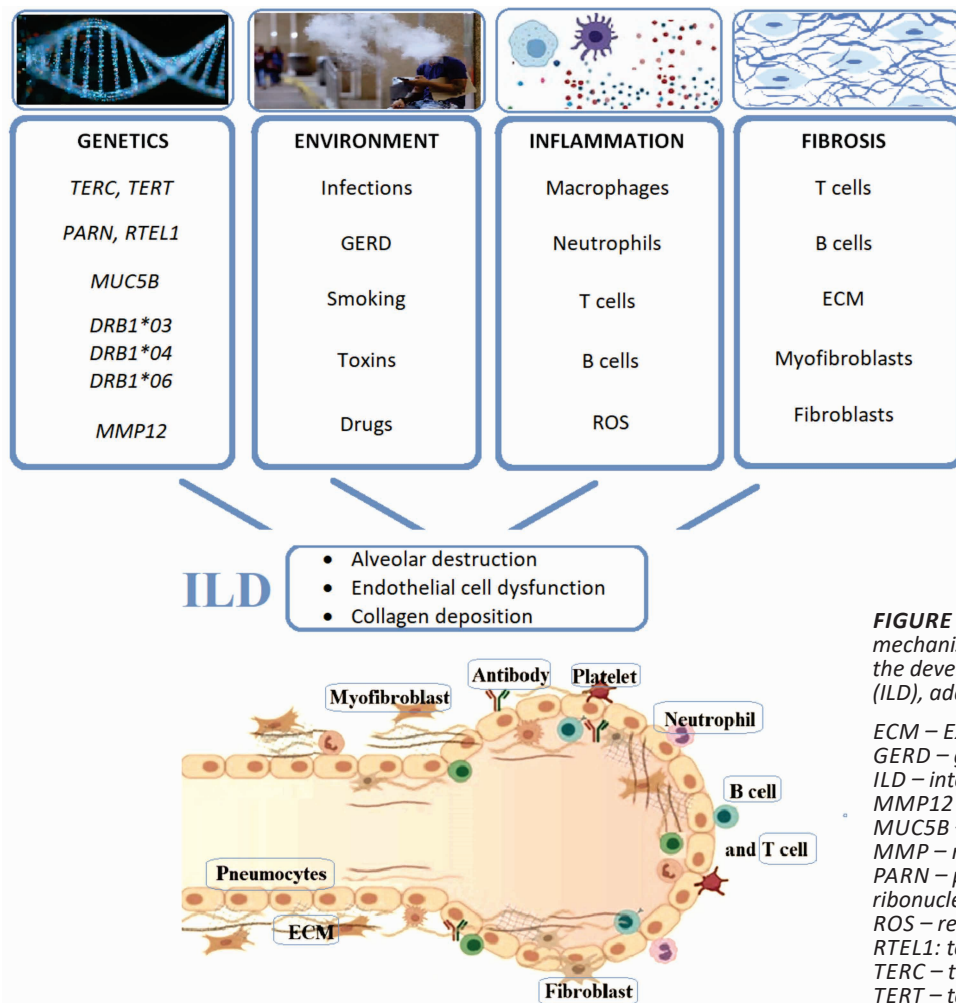 GENETICS
TERC, TERT
PARN, RTEL1
MUC5B
DRB1*03
DRB1*04
DRB1*06
MMP12
ENVIRONMENT
Infections
GERD
Smoking
Toxins
Drugs
INFLAMMATION
Macrophages
Neutrophils
T cells
B cells
ROS
FIBROSIS
T cells
B cells
ECM
Myofibroblasts
Fibroblasts
ILD
• Alveolar destruction
• Endothelial cell dysfunction
• Collagen deposition
Antibody
Platelet
Myofibroblast
Neutrophil
B cell
and T cell
Pneumocytes
ECM
Fibroblast
FIGURE
mechanis
the deve
(ILD), ad
ECM – E
GERD – g
ILD – int
MMP12
MUC5B -
MMP – r
PARN – p
ribonucle
ROS – re
RTEL1: t
TERC – t
TERT – t